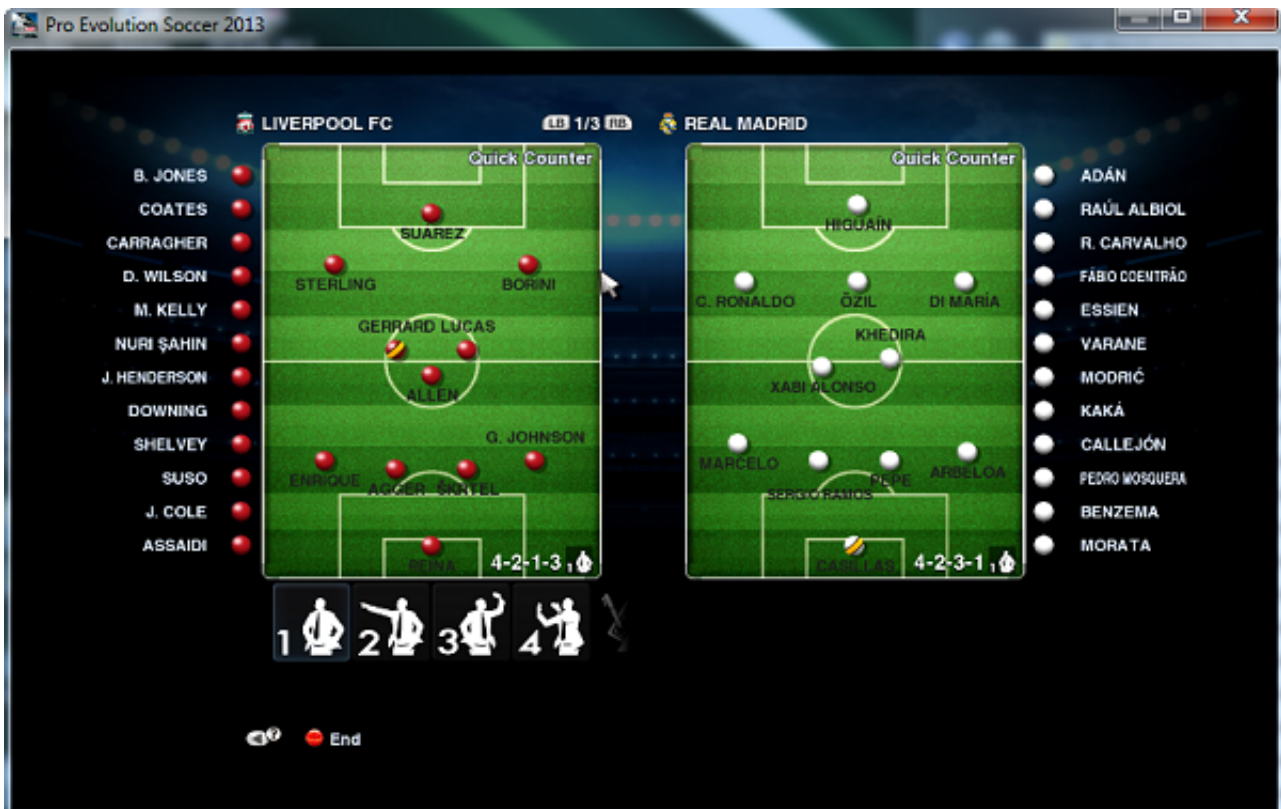 Pro Evolution Soccer 2013
LIVERPOOL FC
LB 1/3 RB
REAL MADRID
B. JONES
COATES
CARRAGHER
D. WILSON
M. KELLY
NURI ŞAHIN
J. HENDERSON
DOWNING
SHELVEY
SUSO
J. COLE
ASSAIDI
Quick Counter
SUAREZ
STERLING
BORINI
GERRARD LUCAS
ALLEN
G. JOHNSON
ENRIQUE
AGGER ŠKRTEL
REINA
4-2-1-3 1
Quick Counter
HIGUAÍN
C. RONALDO
ÖZIL
DI MARÍA
KHEDIRA
XABI ALONSO
MARCELO
PEPE
ARBELOA
SERGIO RAMOS
CASILLAS
4-2-3-1 1
ADÁN
RAÚL ALBIOL
R. CARVALHO
FÁBIO COENTRÃO
ESSIEN
VARANE
MODRIĆ
KAKÁ
CALLEJÓN
PEDRO MOSQUERA
BENZEMA
MORATA
1 2 3 4
End